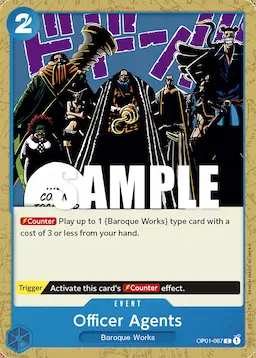 2
SAMPLE
Counter Play up to 1 {Baroque Works} type card with a
cost of 3 or less from your hand.
Trigger Activate this card's Counter effect.
EVENT
Officer Agents
Baroque Works
OP01-087